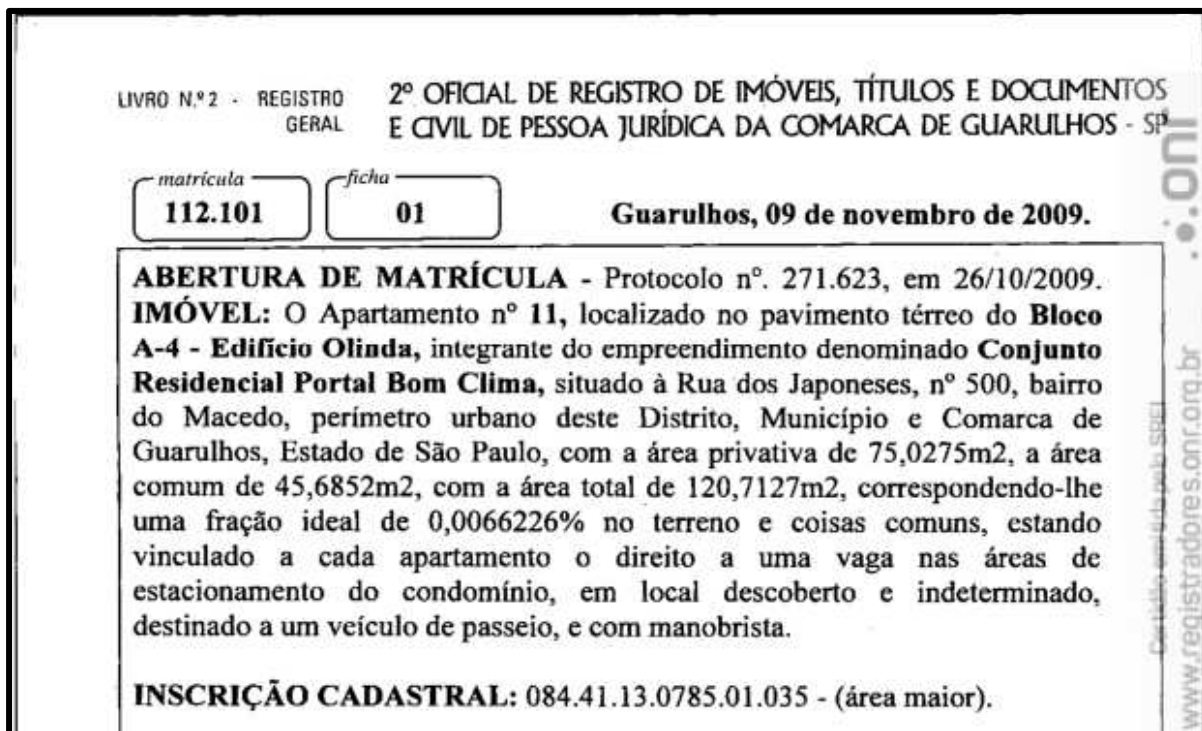 LIVRO N.º 2 - REGISTRO GERAL
2º OFICIAL DE REGISTRO DE IMÓVEIS, TÍTULOS E DOCUMENTOS
E CIVIL DE PESSOA JURÍDICA DA COMARCA DE GUARULHOS - SP
matrícula
112.101
ficha
01
Guarulhos, 09 de novembro de 2009.
ABERTURA DE MATRÍCULA - Protocolo nº. 271.623, em 26/10/2009.
IMÓVEL: O Apartamento nº 11, localizado no pavimento térreo do Bloco
A-4 - Edifício Olinda, integrante do empreendimento denominado Conjunto
Residencial Portal Bom Clima, situado à Rua dos Japoneses, nº 500, bairro
do Macedo, perímetro urbano deste Distrito, Município e Comarca de
Guarulhos, Estado de São Paulo, com a área privativa de 75,0275m2, a área
comum de 45,6852m2, com a área total de 120,7127m2, correspondendo-lhe
uma fração ideal de 0,0066226% no terreno e coisas comuns, estando
vinculado a cada apartamento o direito a uma vaga nas áreas de
estacionamento do condomínio, em local descoberto e indeterminado,
destinado a um veículo de passeio, e com manobrista.
INSCRIÇÃO CADASTRAL: 084.41.13.0785.01.035 - (área maior).
Certidão emitida pelo SREI
www.registradores.onr.org.br